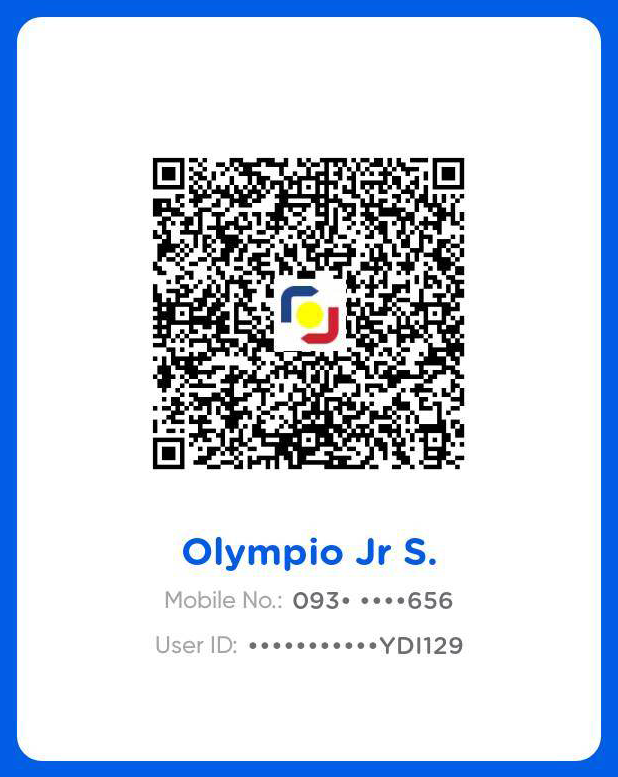 Olympio Jr S.
Mobile No.: 093• ••••656
User ID: •••••••••••YDI129